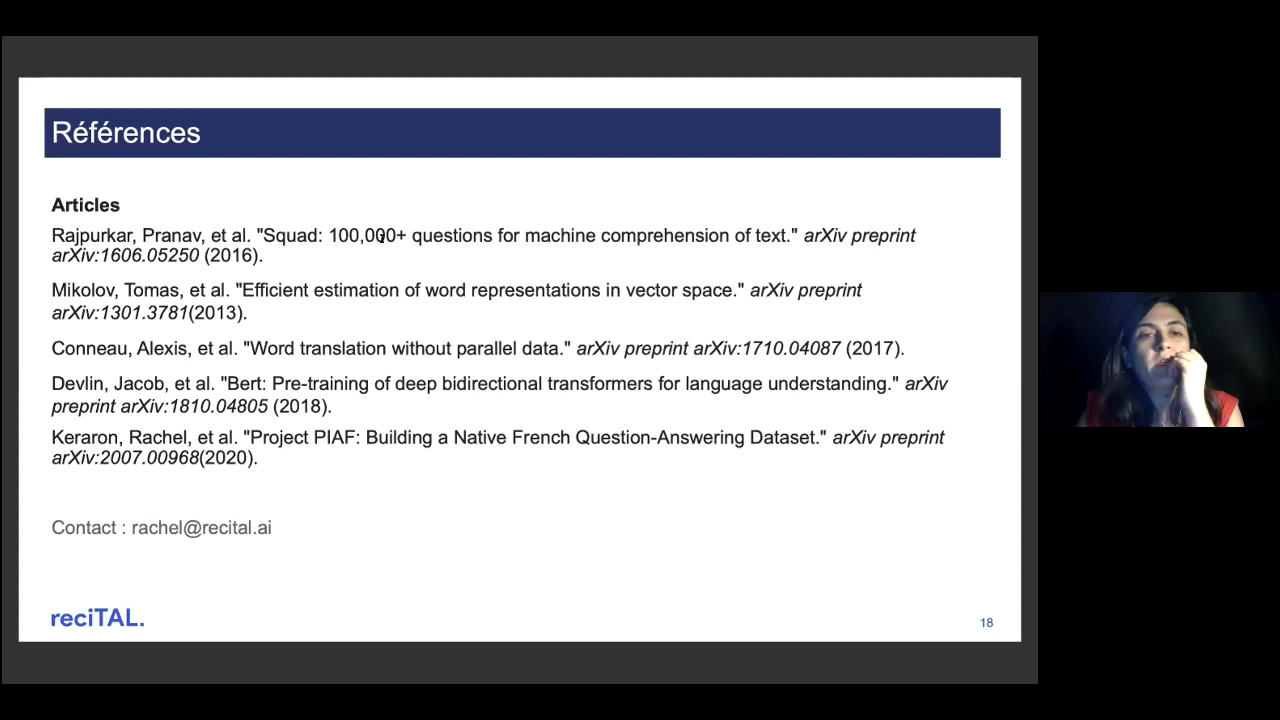 Références
Articles
Rajpurkar, Pranav, et al. "Squad: 100,000+ questions for machine comprehension of text." arXiv preprint
arXiv:1606.05250 (2016).
Mikolov, Tomas, et al. "Efficient estimation of word representations in vector space." arXiv preprint
arXiv:1301.3781(2013).
Conneau, Alexis, et al. "Word translation without parallel data." arXiv preprint arXiv:1710.04087 (2017).
Devlin, Jacob, et al. "Bert: Pre-training of deep bidirectional transformers for language understanding." arXiv
preprint arXiv:1810.04805 (2018).
Keraron, Rachel, et al. "Project PIAF: Building a Native French Question-Answering Dataset." arXiv preprint
arXiv:2007.00968(2020).
Contact : rachel@recital.ai
reciTAL.
18